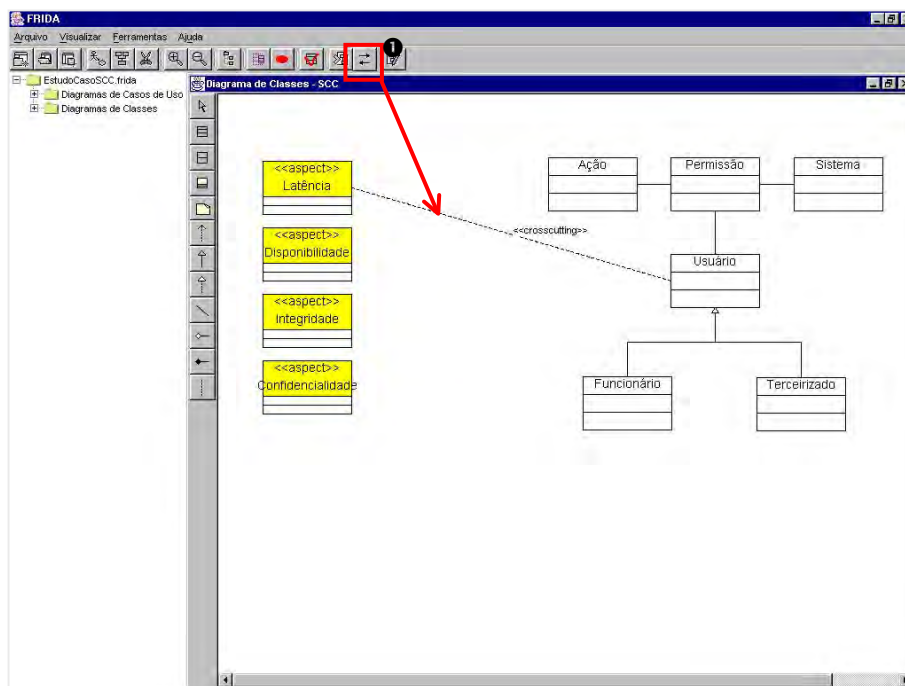 FRIDA
Arquivo Visualizar Ferramentas Ajuda
1
EstudoCasoSCC.frida
Diagramas de Casos de Uso
Diagramas de Classes
Diagrama de Classes - SCC
<<aspect>>
Latência
<<aspect>>
Disponibilidade
<<aspect>>
Integridade
<<aspect>>
Confidencialidade
<<crosscutting>>
Ação
Permissão
Sistema
Usuário
Funcionário
Terceirizado